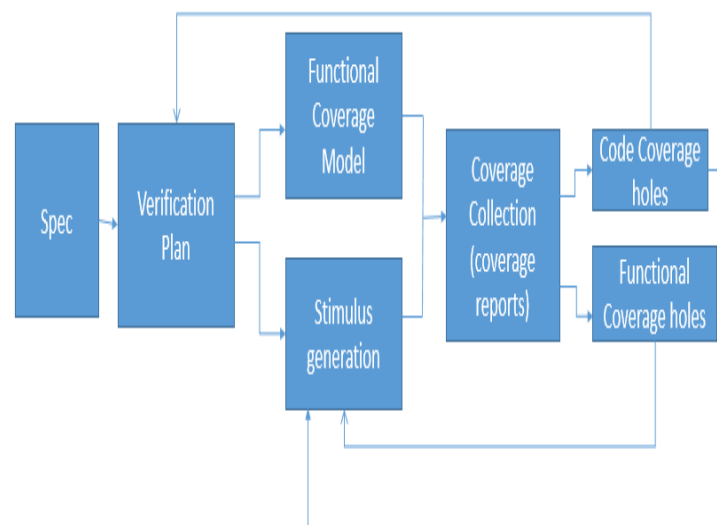 Spec
Verification
Plan
Functional
Coverage
Model
Stimulus
generation
Coverage
Collection
(coverage
reports)
Code Coverage
holes
Functional
Coverage holes